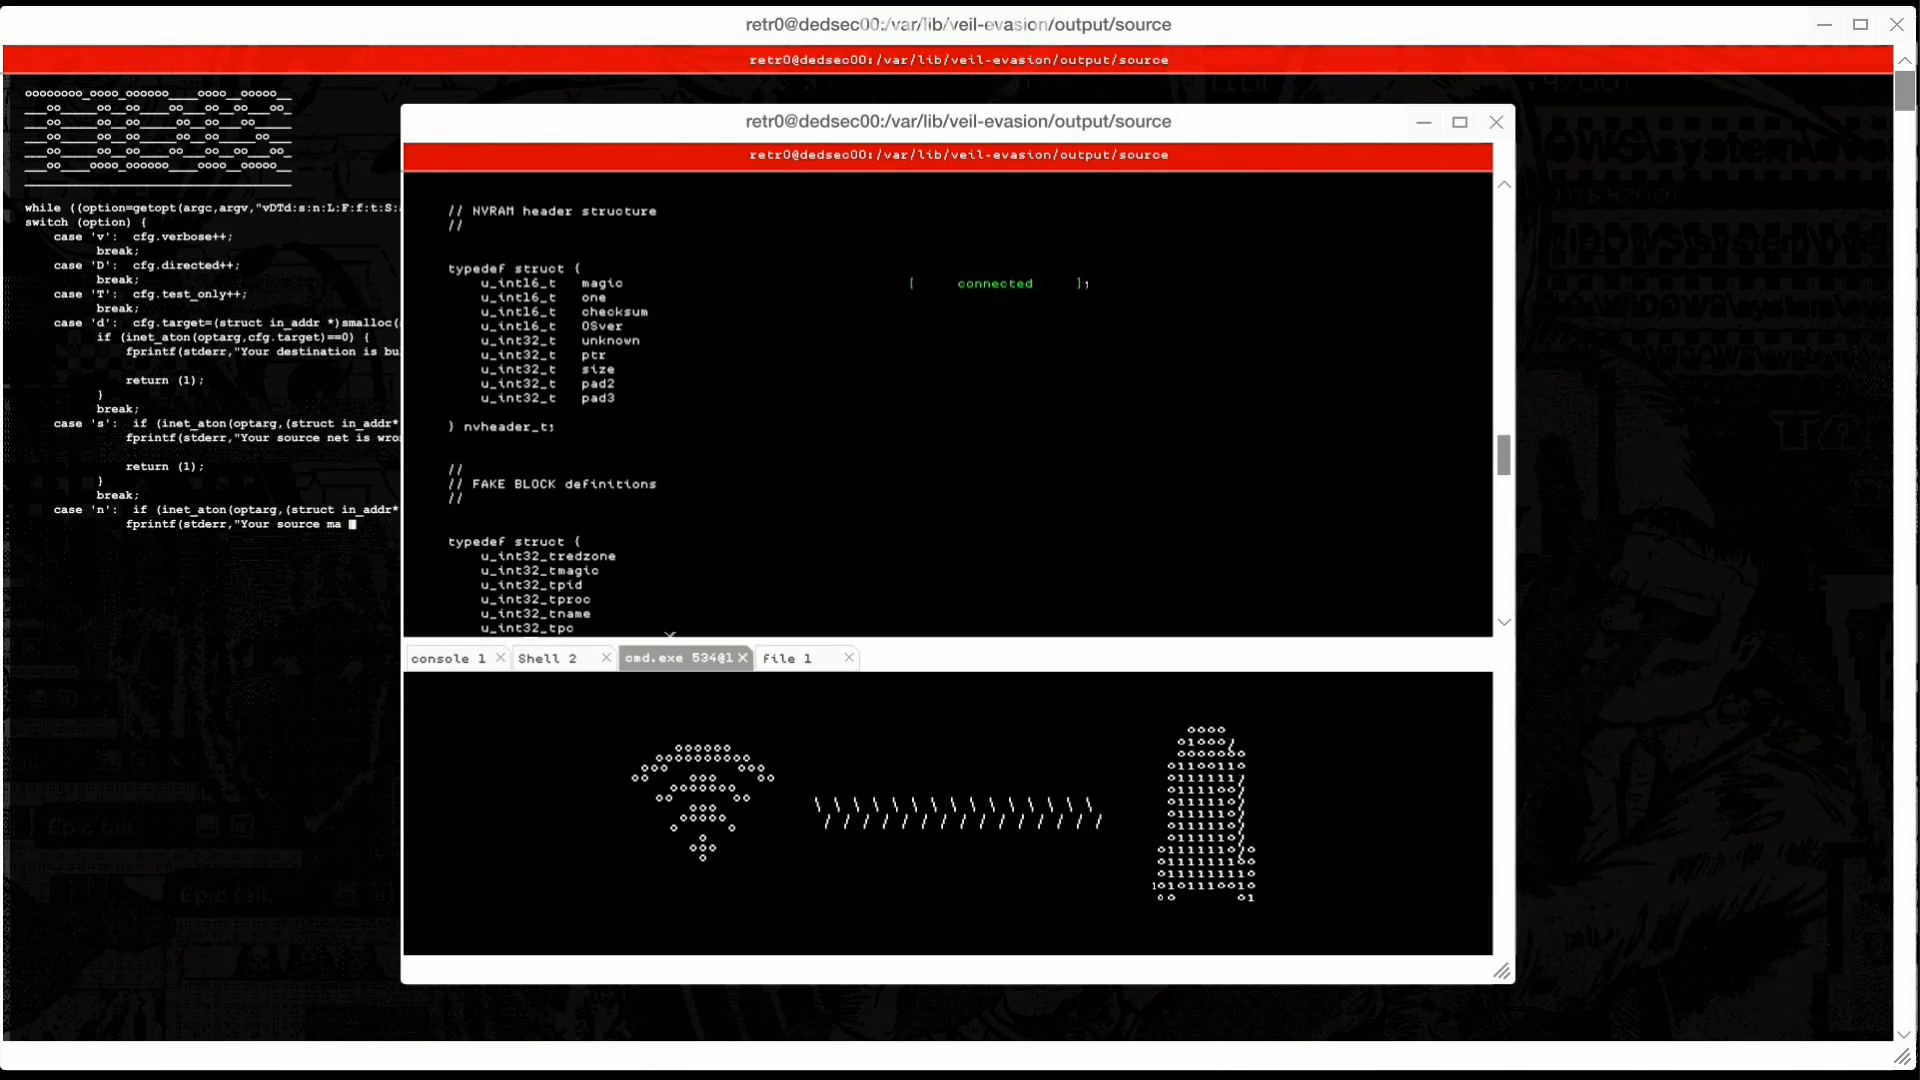 retr0@dedsec00:/var/lib/veil-evasion/output/source
retr0@dedsec00:/var/lib/veil-evasion/output/source
while ((option=getopt(argc,argv,"vDTd:s:n:L:F:f:t:S:
switch (option) {
case 'v':  cfg.verbose++;
break;
case 'D':  cfg.directed++;
break;
case 'T':  cfg.test_only++;
break;
case 'd':  cfg.target=(struct in_addr *)smalloc(
if (inet_aton(optarg,cfg.target)==0) {
fprintf(stderr,"Your destination is bu
return (1);
}
break;
case 's':  if (inet_aton(optarg,(struct in_addr*
fprintf(stderr,"Your source net is wro
return (1);
}
break;
case 'n':  if (inet_aton(optarg,(struct in_addr*
fprintf(stderr,"Your source ma
retr0@dedsec00:/var/lib/veil-evasion/output/source
retr0@dedsec00:/var/lib/veil-evasion/output/source
// NVRAM header structure
//
typedef struct {
u_int16_t   magic   [   connected   ];
u_int16_t   one
u_int16_t   checksum
u_int16_t   OSver
u_int32_t   unknown
u_int32_t   ptr
u_int32_t   size
u_int32_t   pad2
u_int32_t   pad3
} nvheader_t;
//
// FAKE BLOCK definitions
//
typedef struct {
u_int32_tredzone
u_int32_tmagic
u_int32_tpid
u_int32_tproc
u_int32_tname
u_int32_tpc
console 1   Shell 2   cmd.exe 534@1   File 1
Epic fail.
Epic fail.